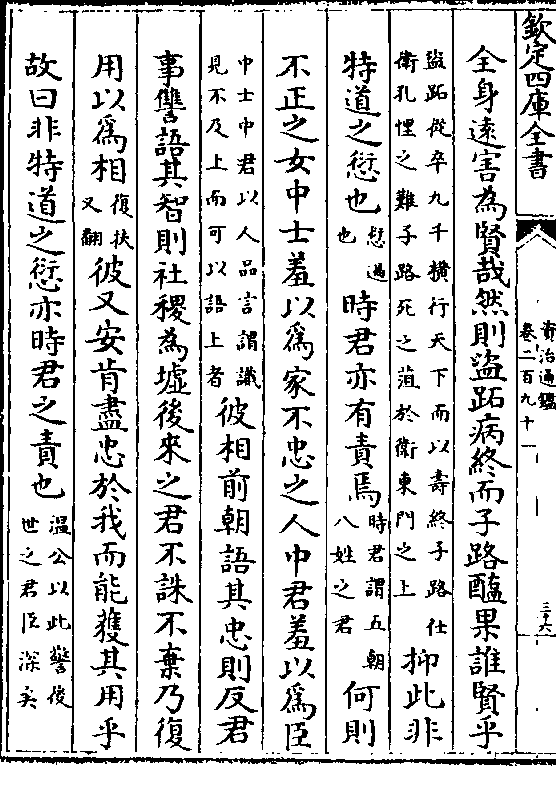 欽定四庫全書
資治通鑑
卷二百九十一
三十六
全身遠害為賢哉然則盜跖病終而子路醢果誰賢乎
盜跖從卒九千橫行天下而以壽終子路仕
衛孔悝之難子路死之菹於衛東門之上
抑此非
特道之愆也
愆過
也
時君亦有責焉
時君謂五朝
八姓之君
何則
不正之女中士羞以為家不忠之人中君羞以為臣
中士中君以人品言謂識
見不及上而可以語上者
彼相前朝語其忠則反君
事讐語其智則社稷為墟後來之君不誅不棄乃復
用以為相
復扶
又翻
彼又安肯盡忠於我而能獲其用乎
故曰非特道之愆亦時君之責也
溫公以此警後
世之君臣深矣